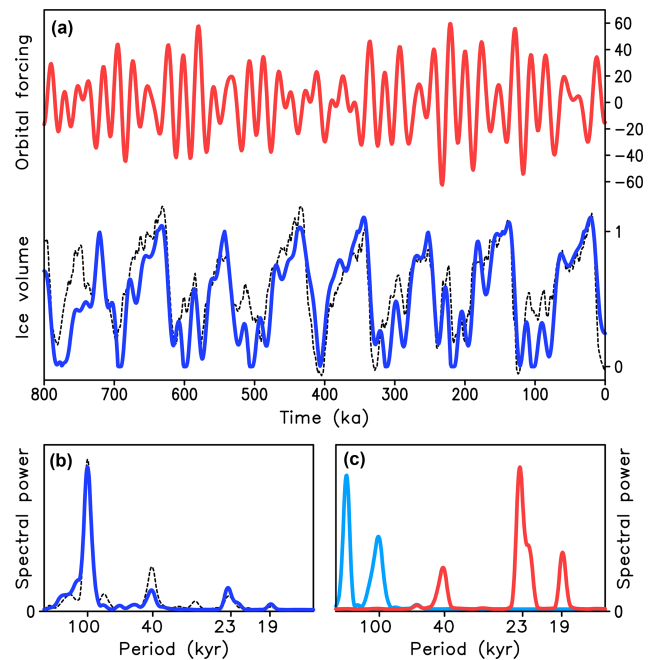 (a)
Orbital forcing
60
40
20
0
−20
−40
−60
Ice volume
1
0
800 700 600 500 400 300 200 100 0
Time (ka)
(b)
Spectral power
0
100 40 23 19
Period (kyr)
(c)
Spectral power
0
100 40 23 19
Period (kyr)